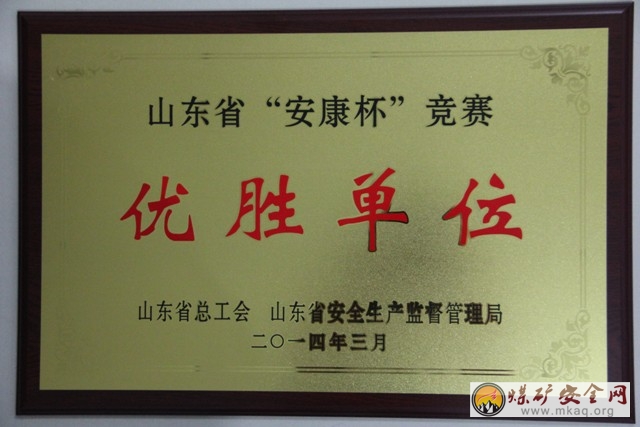 山东省“安康杯”竞赛
优胜单位
山东省总工会 山东省安全生产监督管理局
二〇一四年三月
煤矿安全网
www.mkaq.org